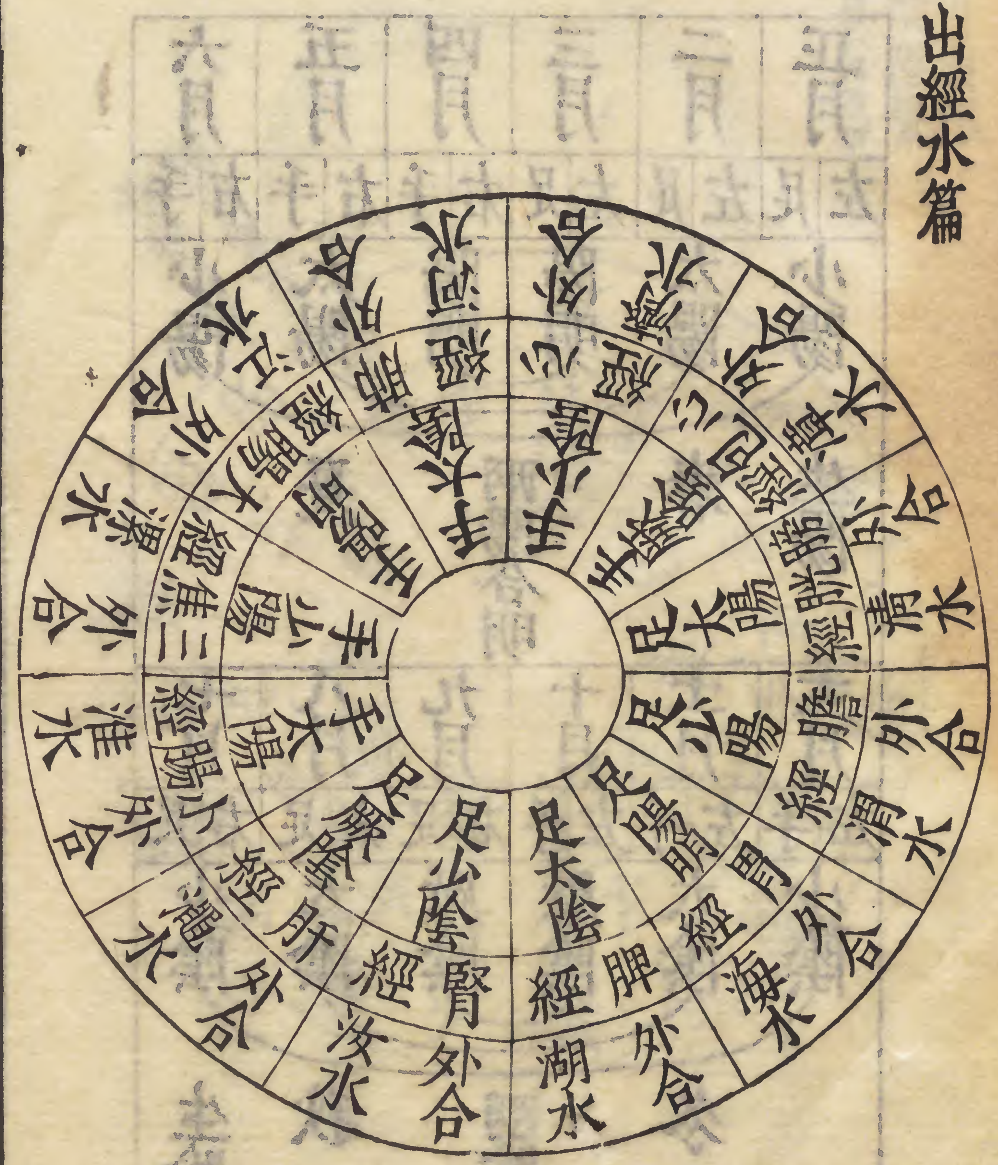 出經水篇
手少陰
心經
外合濟水
手厥陰
心包經
外合漳水
足太陽
膀胱經
外合清水
足少陽
膽經
外合渭水
足陽明
胃經
外合海水
足太陰
脾經
外合湖水
足少陰
腎經
外合汝水
足厥陰
肝經
外合澠水
手太陽
小腸經
外合淮水
手少陽
三焦經
外合漯水
手陽明
大腸經
外合江水
手太陰
肺經
外合河水